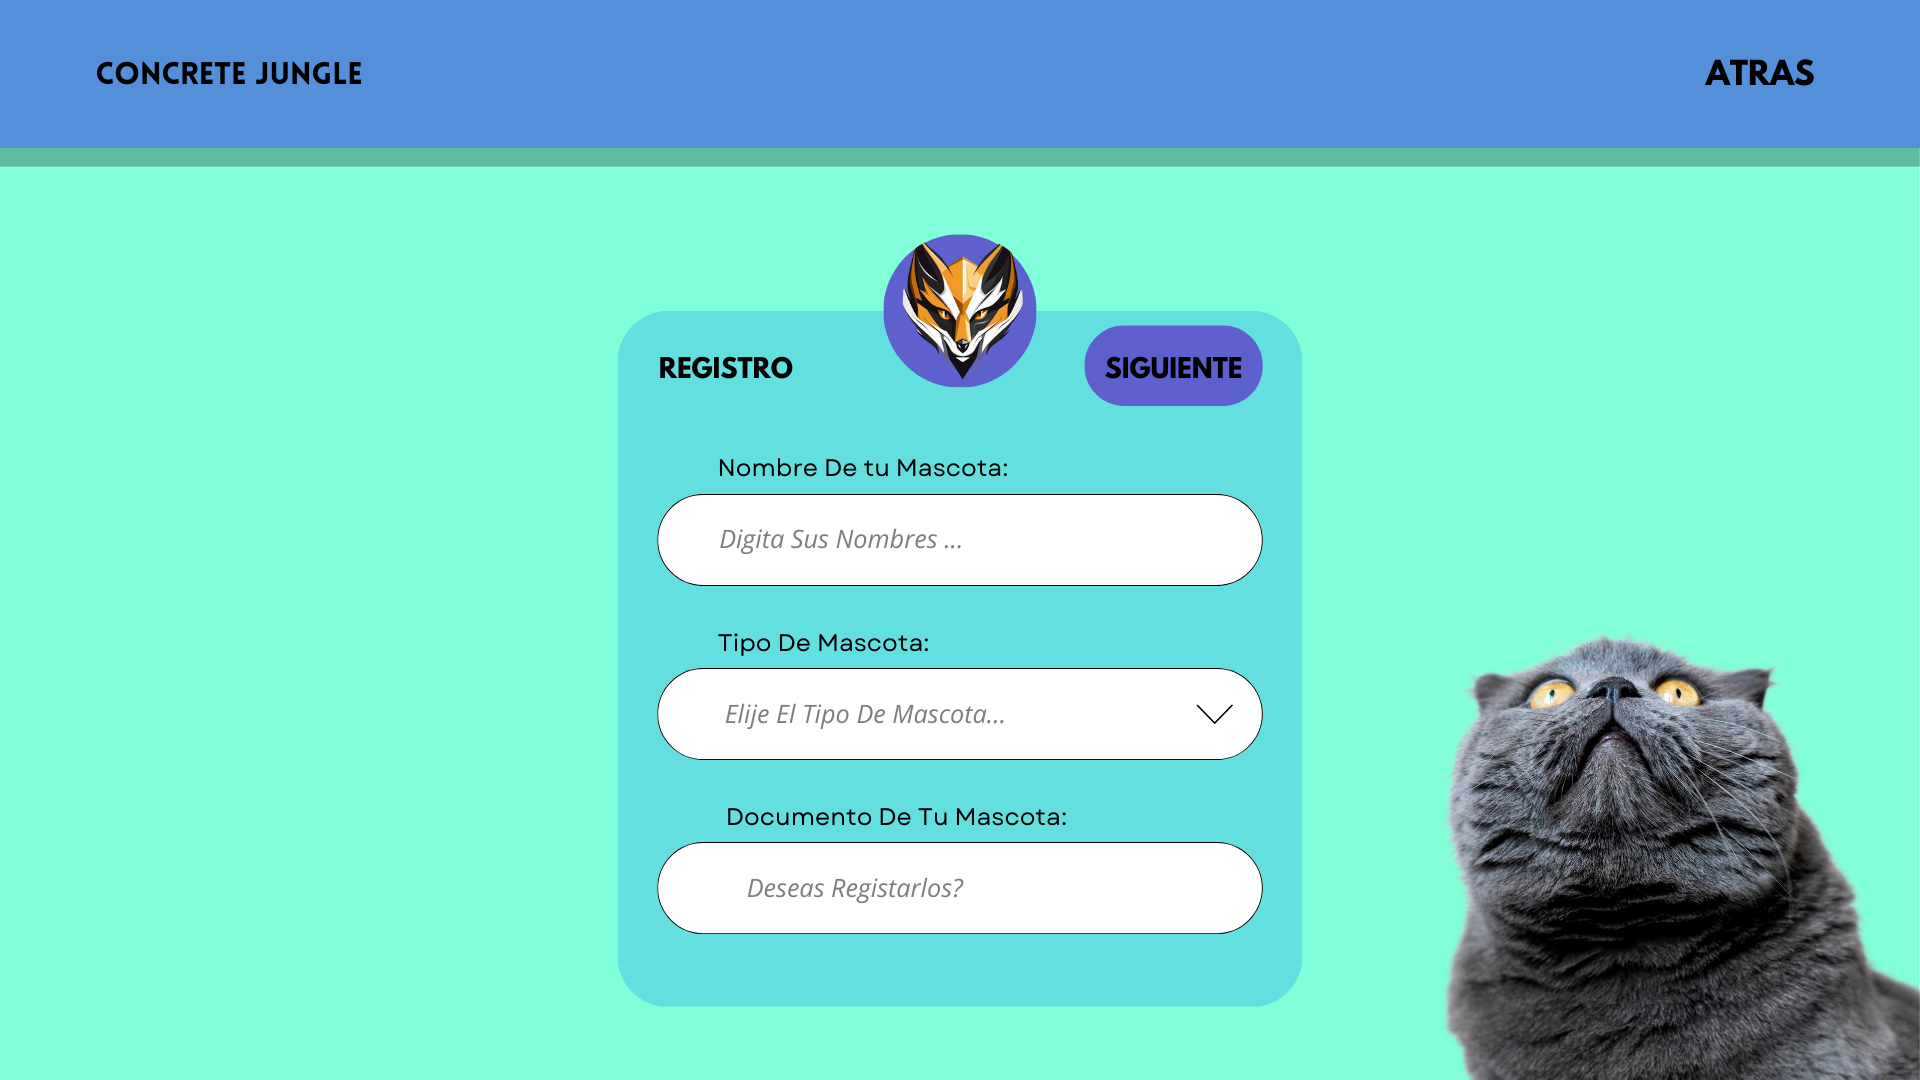 CONCRETE JUNGLE
ATRAS
REGISTRO
SIGUIENTE
Nombre De tu Mascota:
Digita Sus Nombres ...
Tipo De Mascota:
Elije El Tipo De Mascota...
Documento De Tu Mascota:
Deseas Registarlos?